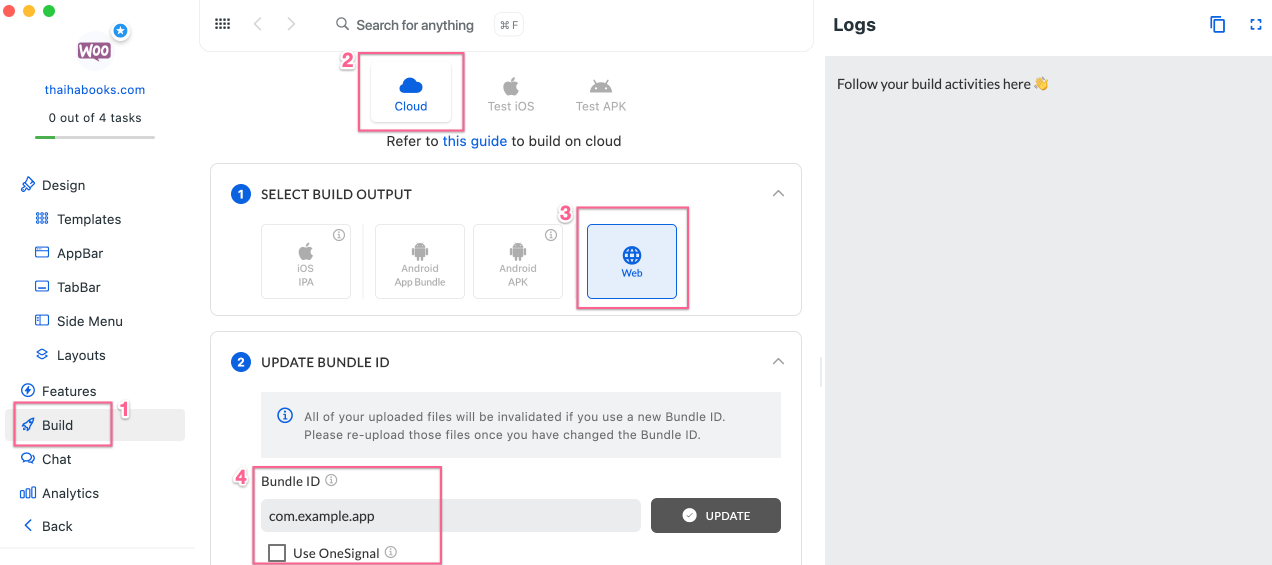 WOO
thaihabooks.com
0 out of 4 tasks
Design
Templates
AppBar
TabBar
Side Menu
Layouts
Features
Build
1
Chat
Analytics
Back
Search for anything
⌘ F
2
Cloud
Test iOS
Test APK
Refer to this guide to build on cloud
1 SELECT BUILD OUTPUT
iOS
IPA
Android
App Bundle
Android
APK
3
Web
2 UPDATE BUNDLE ID
All of your uploaded files will be invalidated if you use a new Bundle ID.
Please re-upload those files once you have changed the Bundle ID.
4
Bundle ID
com.example.app
UPDATE
Use OneSignal
Logs
Follow your build activities here 👋